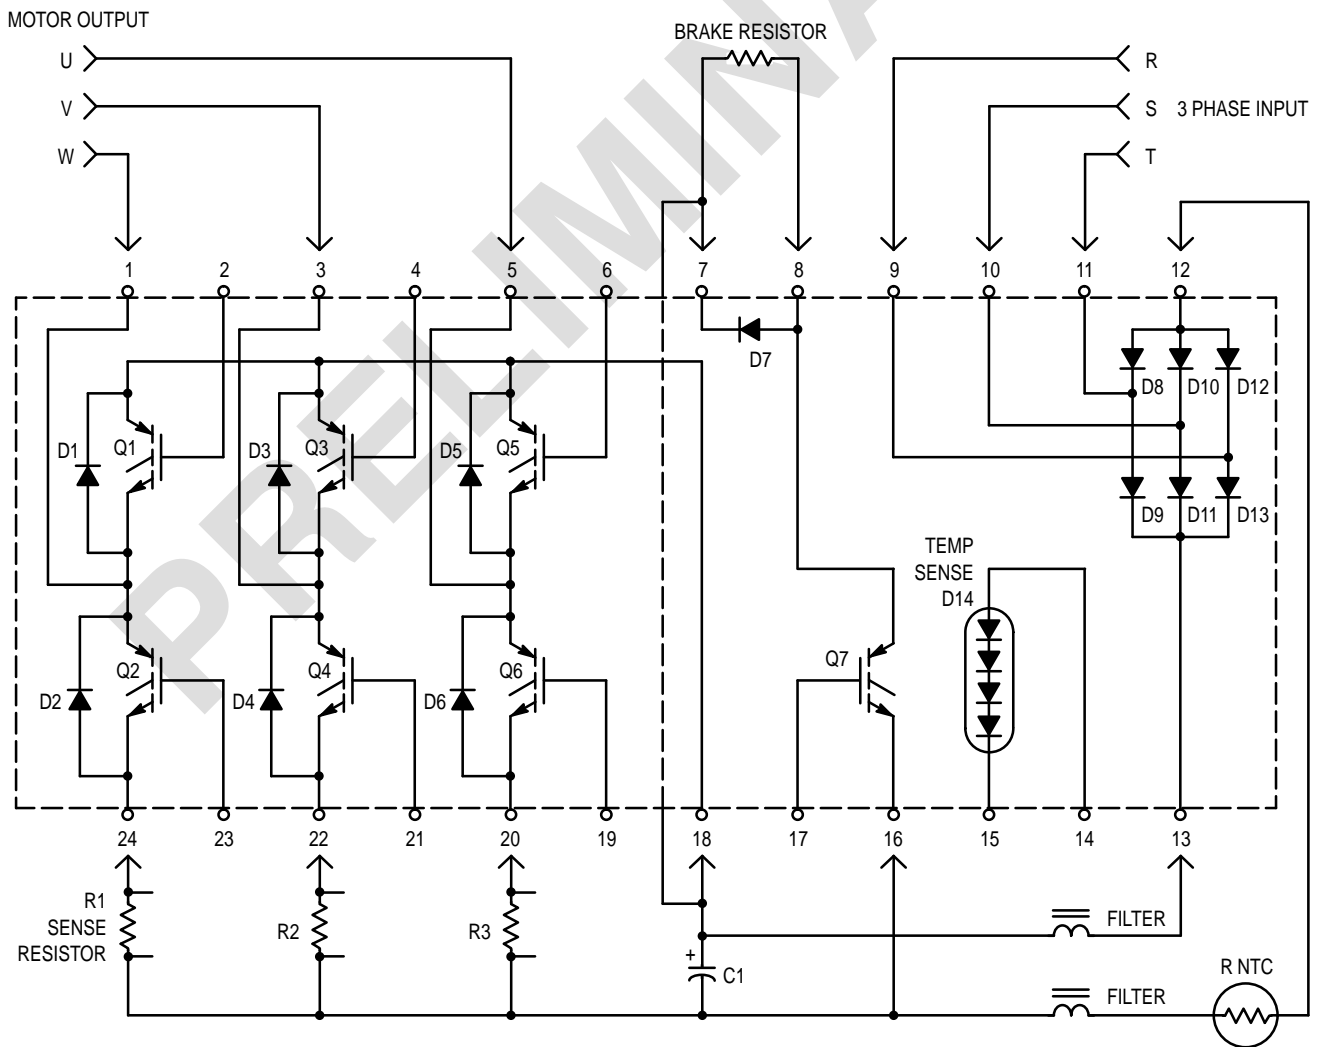 MOTOR OUTPUT
U
V
W
BRAKE RESISTOR
R
S 3 PHASE INPUT
T
1 2 3 4 5 6 7 8 9 10 11 12
D7
D8 D10 D12
D1 Q1 D3 Q3 D5 Q5
D9 D11 D13
TEMP
SENSE
D14
D2 Q2 D4 Q4 D6 Q6 Q7
24 23 22 21 20 19 18 17 16 15 14 13
R1
SENSE
RESISTOR
R2
R3
FILTER
+
C1
R NTC
FILTER
PRELIMINA